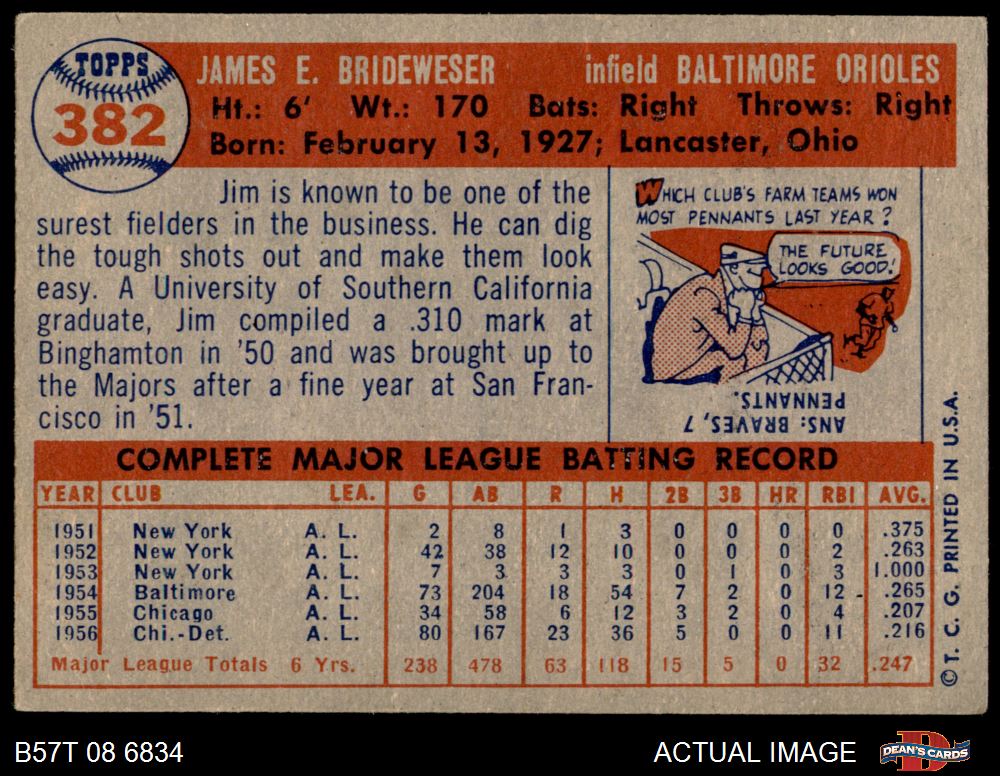 TOPPS
382
JAMES E. BRIDEWESER infield BALTIMORE ORIOLES
Ht.: 6' Wt.: 170 Bats: Right Throws: Right
Born: February 13, 1927; Lancaster, Ohio
Jim is known to be one of the
surest fielders in the business. He can dig
the tough shots out and make them look
easy. A University of Southern California
graduate, Jim compiled a .310 mark at
Binghamton in '50 and was brought up to
the Majors after a fine year at San Fran-
cisco in '51.
WHICH CLUB'S FARM TEAMS WON
MOST PENNANTS LAST YEAR?
THE FUTURE
LOOKS GOOD!
ANS: BRAVES, 7
PENNANTS.
COMPLETE MAJOR LEAGUE BATTING RECORD
YEAR CLUB LEA. G AB R H 2B 3B HR RBI AVG.
1951 New York A. L. 2 8 1 3 0 0 0 0 .375
1952 New York A. L. 42 38 12 10 0 0 0 2 .263
1953 New York A. L. 7 3 3 3 0 1 0 3 1.000
1954 Baltimore A. L. 73 204 18 54 7 2 0 12 .265
1955 Chicago A. L. 34 58 6 12 3 2 0 4 .207
1956 Chi.-Det. A. L. 80 167 23 36 5 0 0 11 .216
Major League Totals 6 Yrs. 238 478 63 118 15 5 0 32 .247
© T. C. G. PRINTED IN U.S.A.
B57T 08 6834
ACTUAL IMAGE
D
DEAN'S CARDS